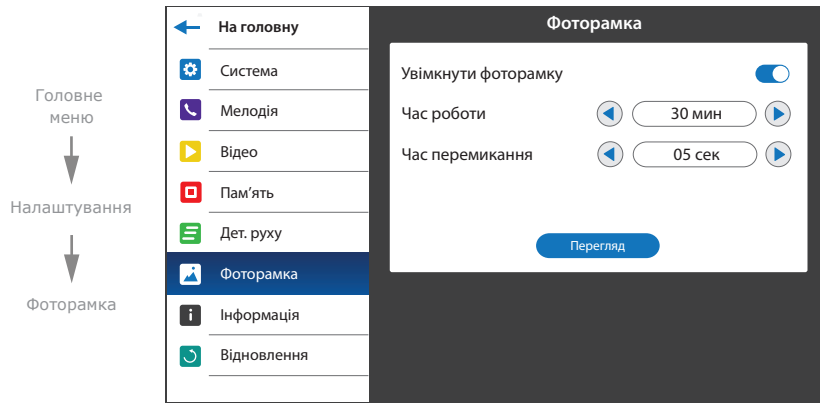 Головне
меню
Налаштування
Фоторамка
На головну
Система
Мелодія
Відео
Пам’ять
Дет. руху
Фоторамка
Інформація
Відновлення
Фоторамка
Увімкнути фоторамку
Час роботи
30 мин
Час перемикання
05 сек
Перегляд